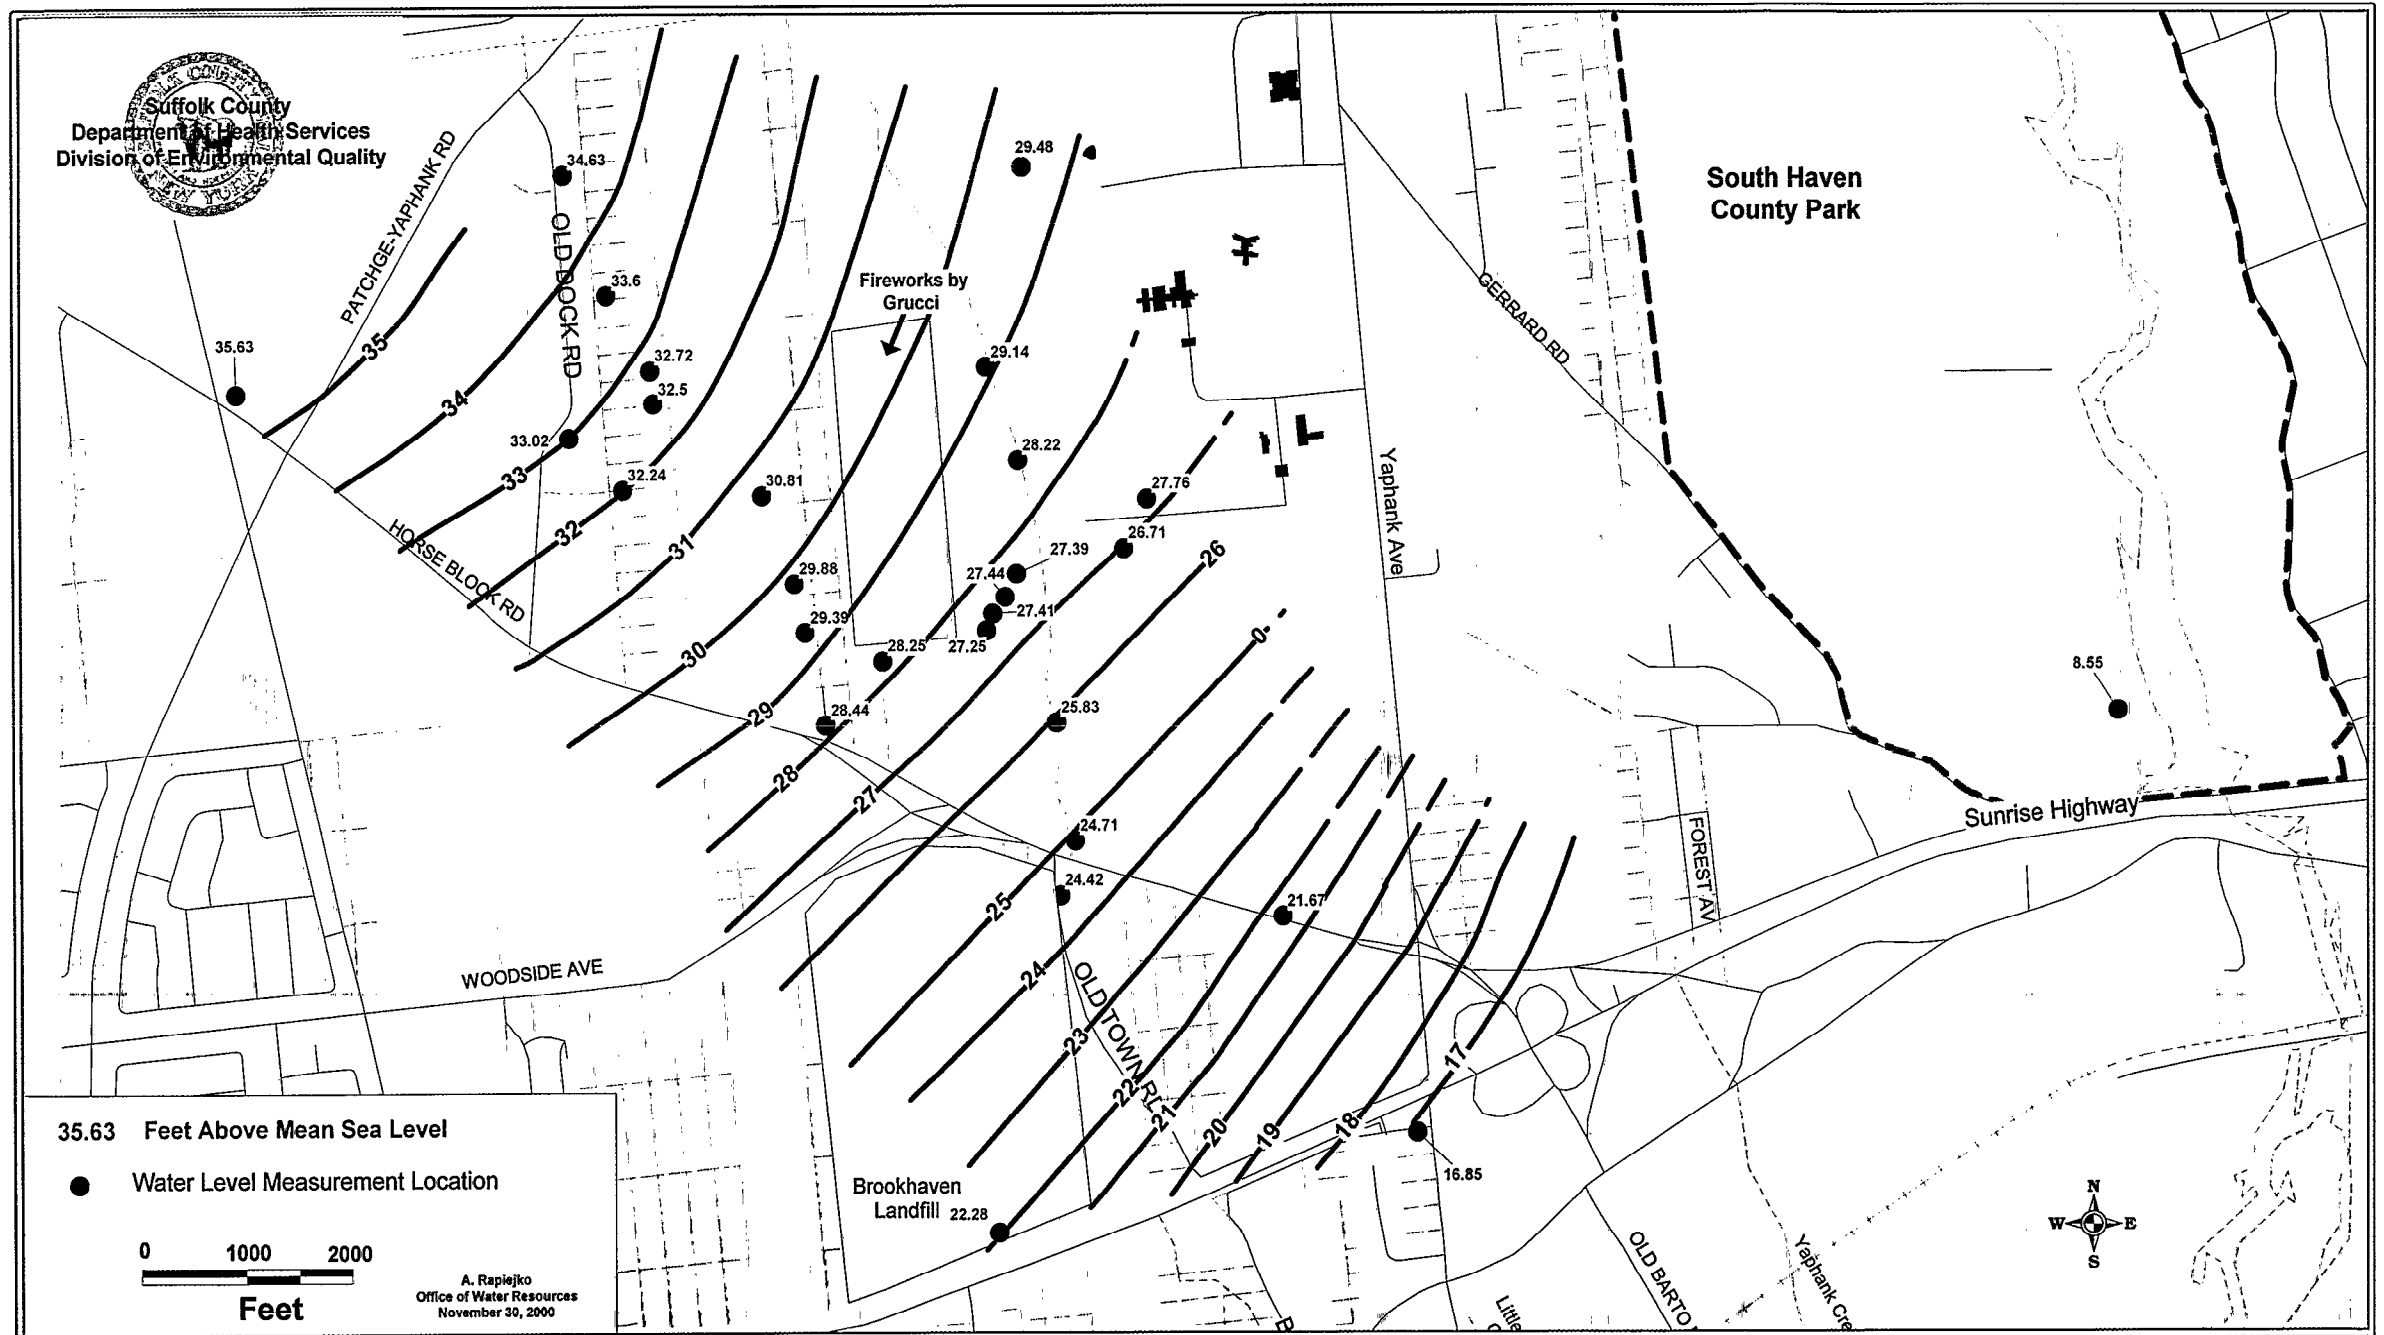 Suffolk County
Department of Health Services
Division of Environmental Quality
PATCHGE-YAPHANK RD
OLD DOCK RD
34.63
33.6
35.63
35
34
32.72
32.5
33.02
33
32.24
32
HORSE BLOCK RD
31
30.81
30
29.88
29.39
29
28.25
28.44
28
27
Fireworks by
Grucci
29.48
29.14
28.22
27.76
26.71
27.39
27.44
27.41
27.25
26
0
25.83
24.71
24.42
25
24
23
22
21
20
19
18
17
21.67
16.85
22.28
Brookhaven
Landfill
OLD TOWN
WOODSIDE AVE
Yaphank Ave
GERRARD RD
South Haven
County Park
8.55
Sunrise Highway
FOREST AV
OLD BARTO
Yaphank Cre
Little
N
W E
S
35.63 Feet Above Mean Sea Level
Water Level Measurement Location
0 1000 2000
Feet
A. Rapiejko
Office of Water Resources
November 30, 2000